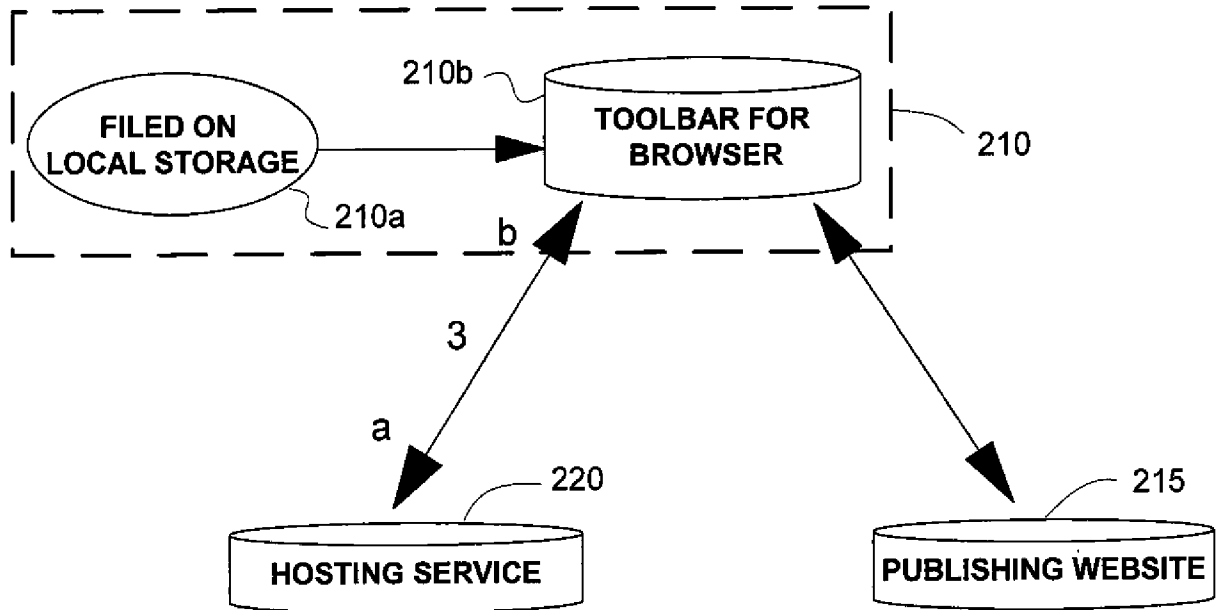 210b
TOOLBAR FOR
BROWSER
FILED ON
LOCAL STORAGE
210
210a
b
3
a
220
215
HOSTING SERVICE
PUBLISHING WEBSITE